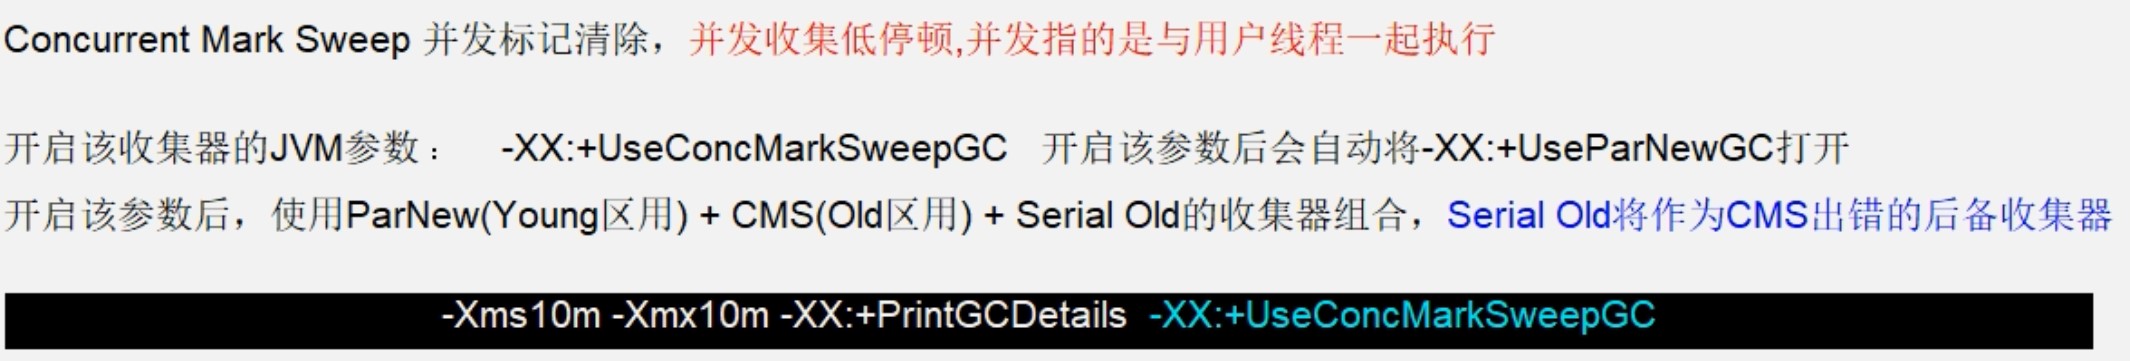 Concurrent Mark Sweep 并发标记清除，并发收集低停顿,并发指的是与用户线程一起执行
开启该收集器的JVM参数： -XX:+UseConcMarkSweepGC 开启该参数后会自动将-XX:+UseParNewGC打开
开启该参数后，使用ParNew(Young区用) + CMS(Old区用) + Serial Old的收集器组合，Serial Old将作为CMS出错的后备收集器
-Xms10m -Xmx10m -XX:+PrintGCDetails -XX:+UseConcMarkSweepGC